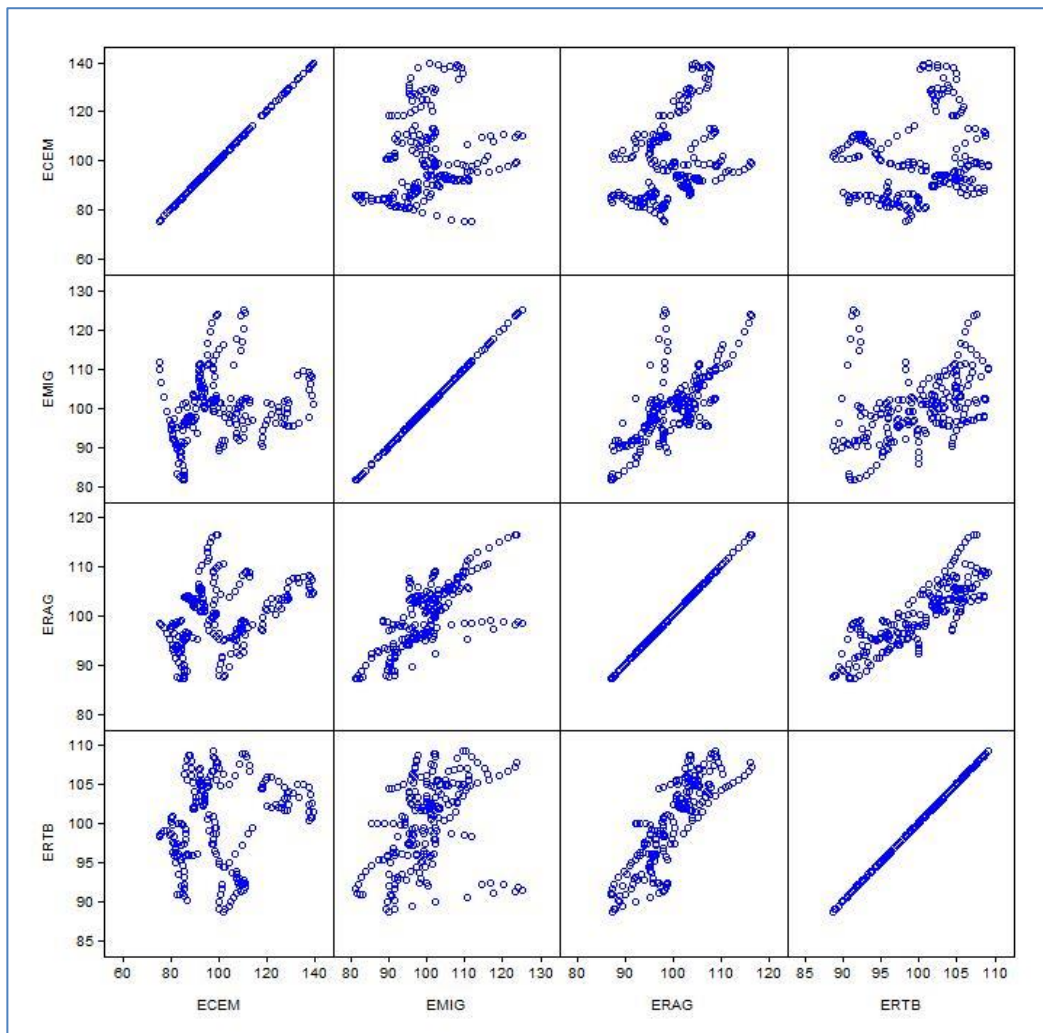 ECEM
140
120
100
80
60
EMIG
130
120
110
100
90
80
ERAG
120
110
100
90
80
ERTB
110
105
100
95
90
85
60 80 100 120 140
80 90 100 110 120 130
80 90 100 110 120
85 90 95 100 105 110
ECEM EMIG ERAG ERTB